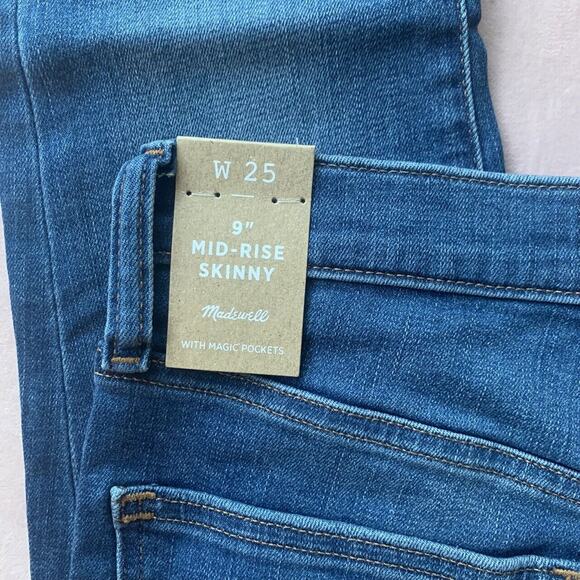 W 25
9"
MID-RISE
SKINNY
Madewell
WITH MAGIC POCKETS